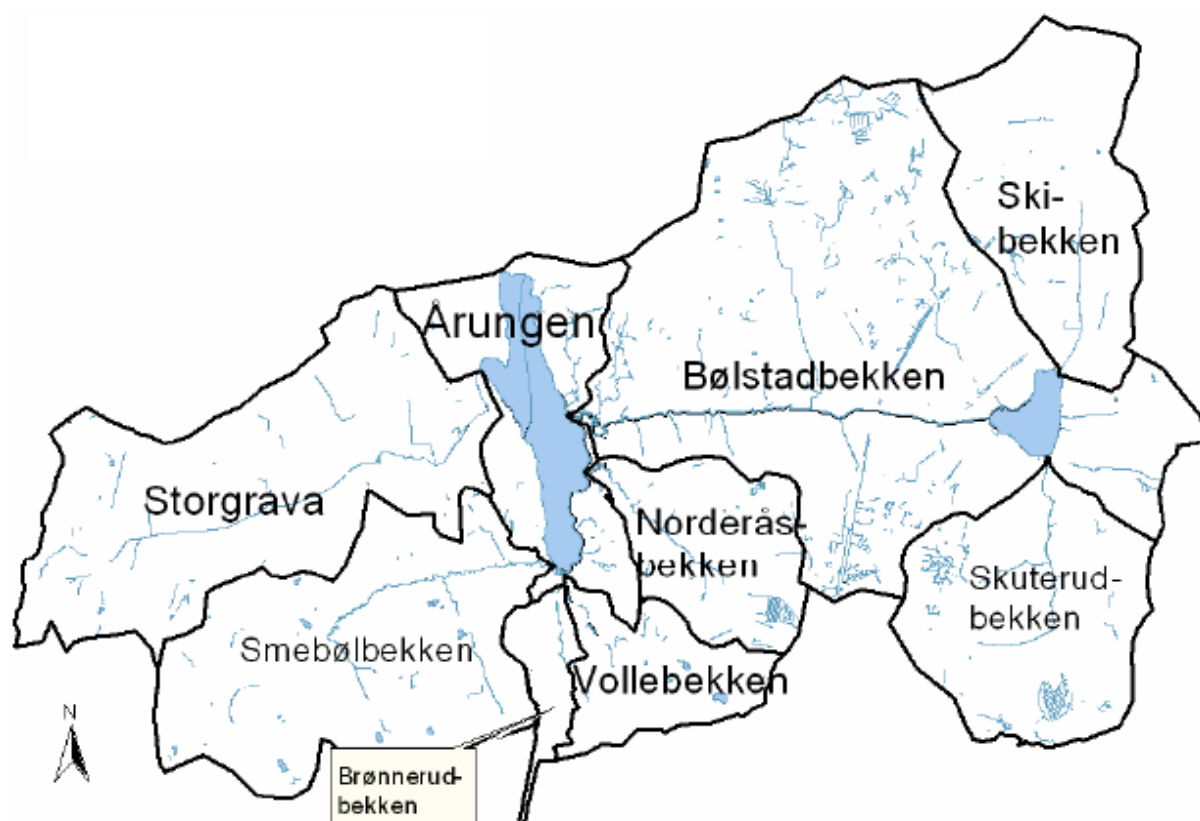 Ski-
bekken
Årungen
Bølstadbekken
Storgrava
Norderås-
bekken
Skuterud-
bekken
Smebølbekken
Vollebekken
N
Brønnerud-
bekken